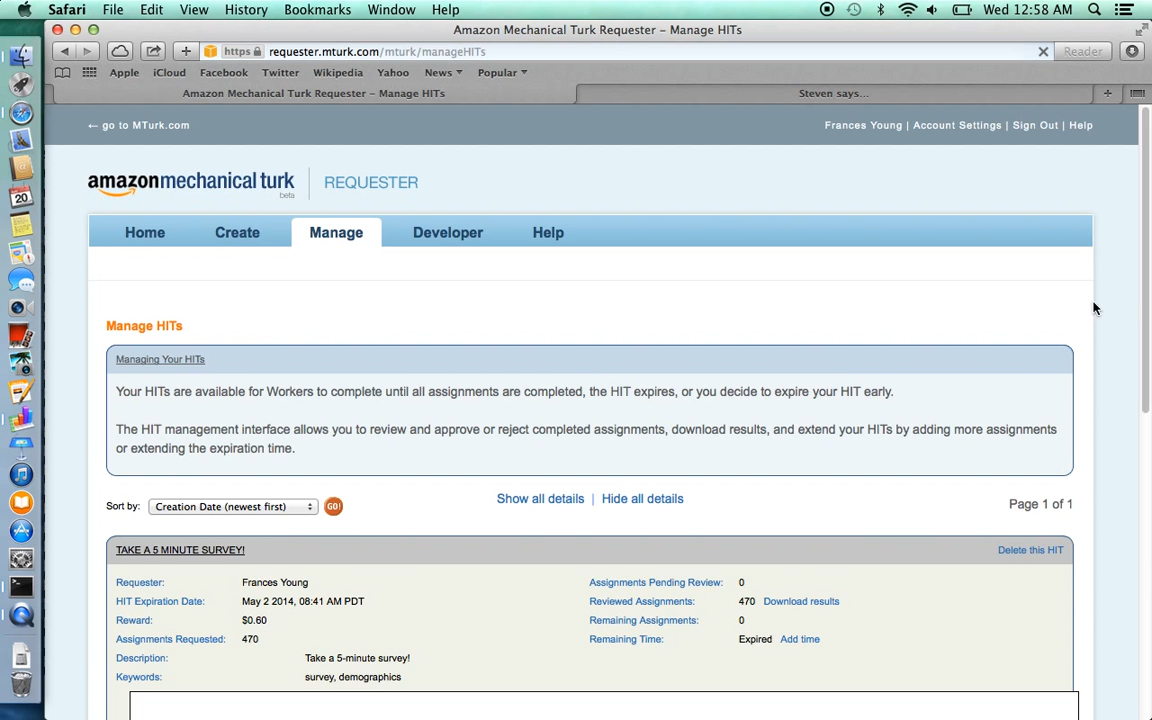 Safari File Edit View History Bookmarks Window Help Wed 12:58 AM
Amazon Mechanical Turk Requester – Manage HITs
https requester.mturk.com/mturk/manageHITs Reader
Apple iCloud Facebook Twitter Wikipedia Yahoo News Popular
Amazon Mechanical Turk Requester – Manage HITs Steven says...
← go to MTurk.com Frances Young | Account Settings | Sign Out | Help
amazonmechanical turk beta REQUESTER
Home Create Manage Developer Help
Manage HITs
Managing Your HITs
Your HITs are available for Workers to complete until all assignments are completed, the HIT expires, or you decide to expire your HIT early.
The HIT management interface allows you to review and approve or reject completed assignments, download results, and extend your HITs by adding more assignments
or extending the expiration time.
Sort by: Creation Date (newest first) GO! Show all details | Hide all details Page 1 of 1
TAKE A 5 MINUTE SURVEY! Delete this HIT
Requester: Frances Young Assignments Pending Review: 0
HIT Expiration Date: May 2 2014, 08:41 AM PDT Reviewed Assignments: 470 Download results
Reward: $0.60 Remaining Assignments: 0
Assignments Requested: 470 Remaining Time: Expired Add time
Description: Take a 5-minute survey!
Keywords: survey, demographics
20